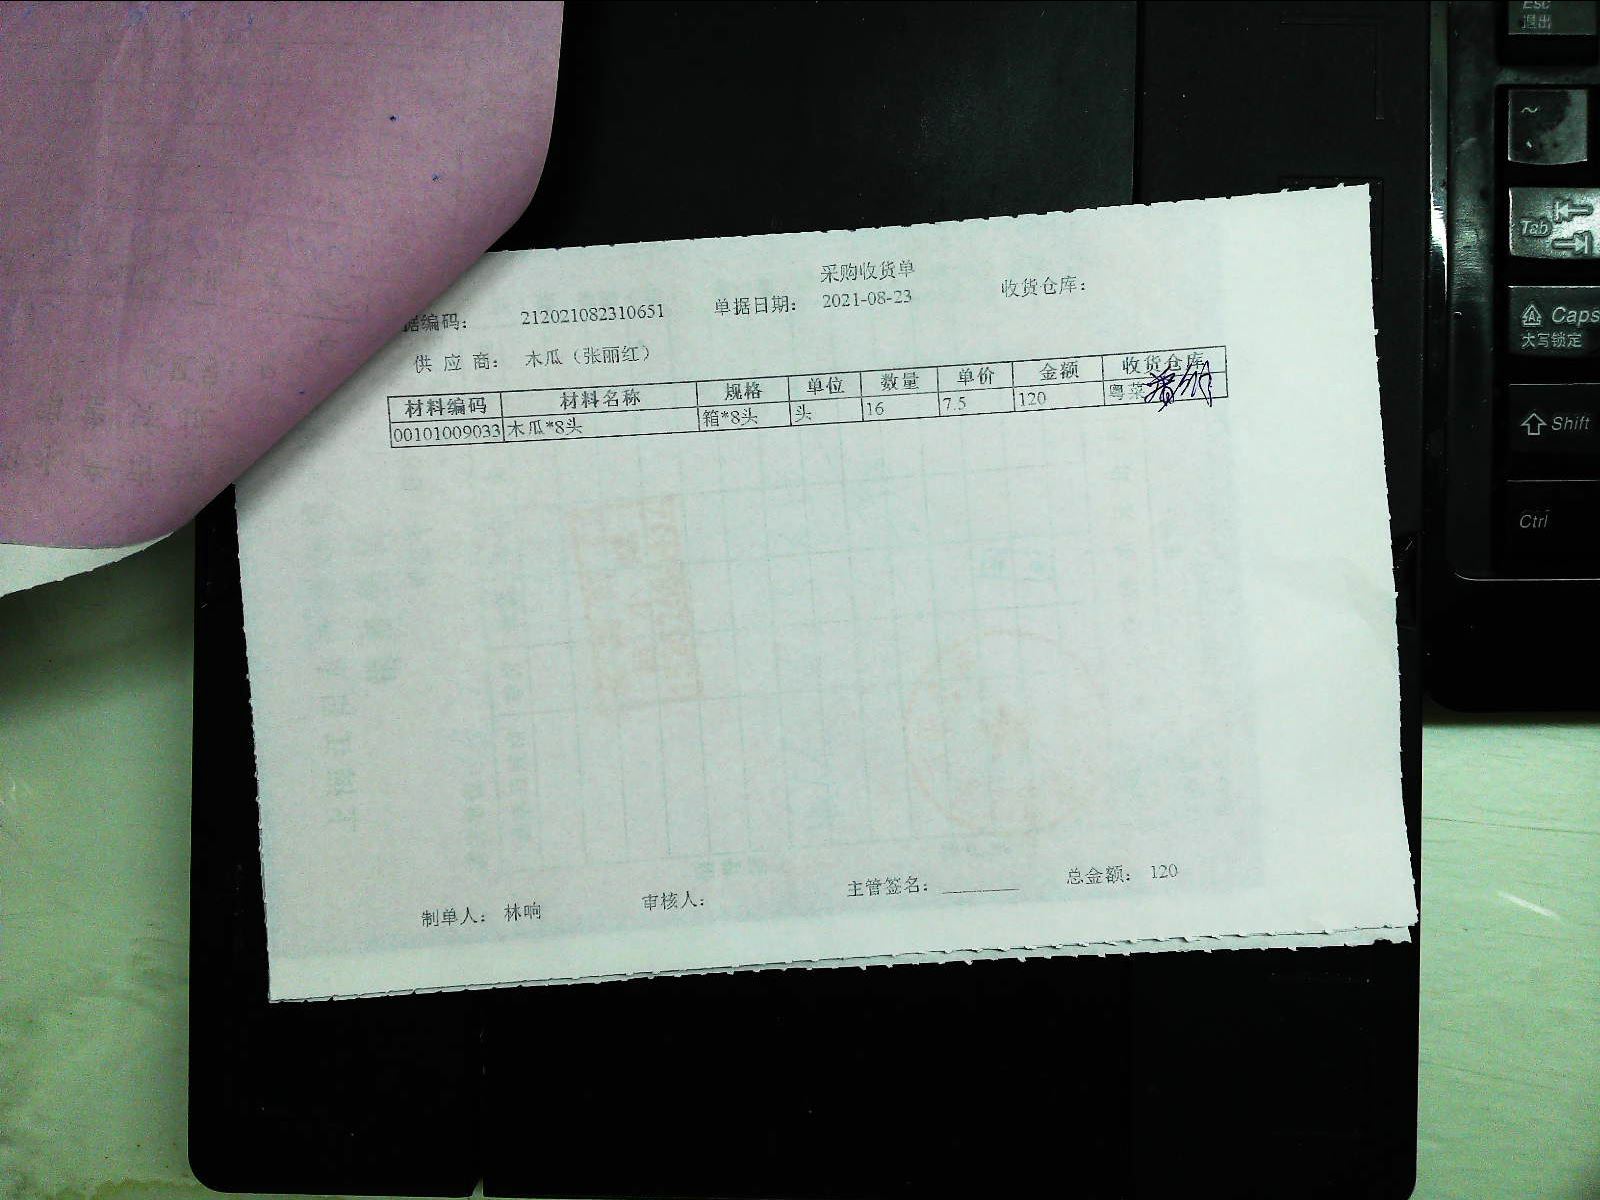 采购收货单
据编码： 212021082310651 单据日期： 2021-08-23 收货仓库：
供 应 商： 木瓜（张丽红）
材料编码 材料名称 规格 单位 数量 单价 金额 收货仓库
00101009033 木瓜*8头 箱*8头 头 16 7.5 120 粤菜
制单人： 林响 审核人： 主管签名： ________ 总金额： 120
Esc
退出
~
Tab
Caps
大写锁定
Shift
Ctrl